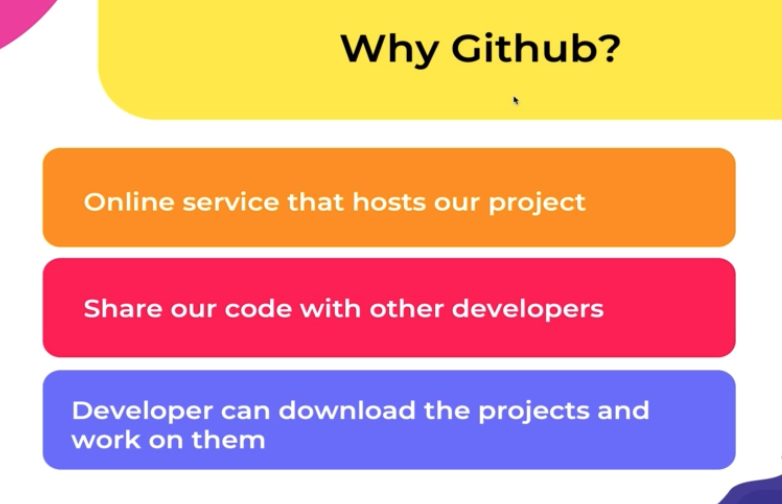 Why Github?
Online service that hosts our project
Share our code with other developers
Developer can download the projects and
work on them